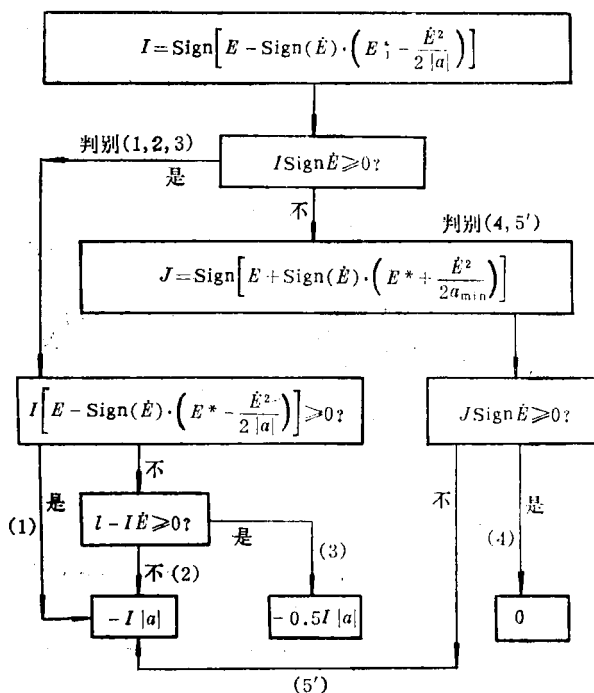 I=Sign[E−Sign(Ė)·(E₁*−Ė²/2|a|)]
判别(1,2,3)
是
ISignĖ≥0?
不
判别(4,5′)
J=Sign[E+Sign(Ė)·(E*+Ė²/2a_min)]
I[E−Sign(Ė)·(E*−Ė²/2|a|)]≥0?
JSignĖ≥0?
不
是
(1)
l−IĖ≥0?
是
(3)
不
是
(4)
不(2)
−I|a|
−0.5I|a|
0
(5′)